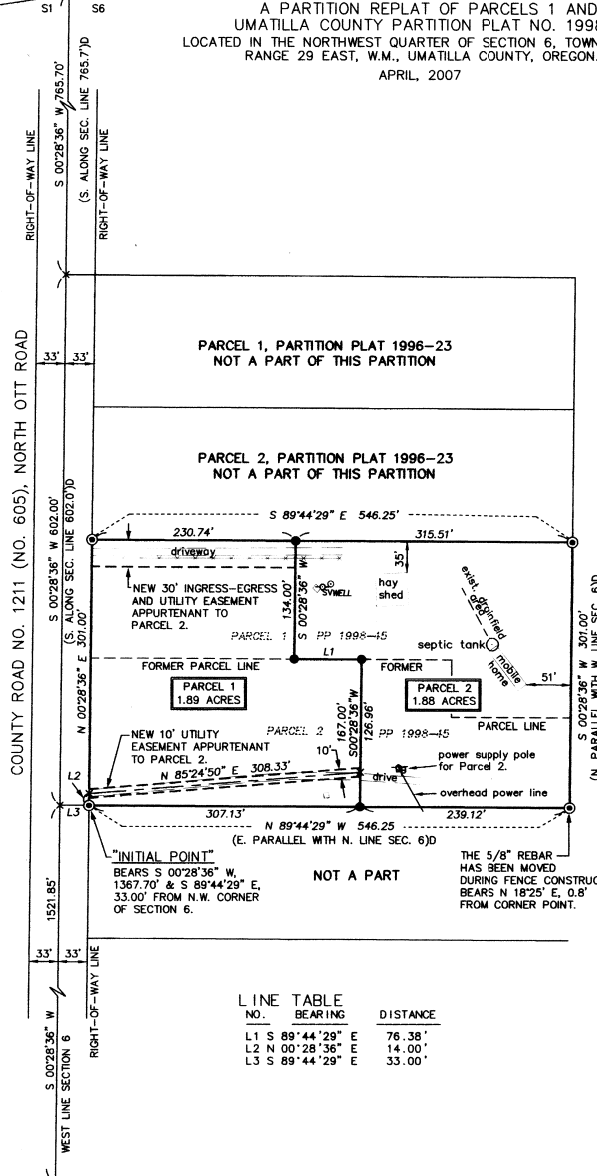 A PARTITION REPLAT OF PARCELS 1 AND
UMATILLA COUNTY PARTITION PLAT NO. 1998
LOCATED IN THE NORTHWEST QUARTER OF SECTION 6, TOWN
RANGE 29 EAST, W.M., UMATILLA COUNTY, OREGON.
APRIL, 2007
S1
S6
S 00°28'36" W 765.70'
(S. ALONG SEC. LINE 765.7')D
RIGHT-OF-WAY LINE
RIGHT-OF-WAY LINE
COUNTY ROAD NO. 1211 (NO. 605), NORTH OTT ROAD
33'
33'
PARCEL 1, PARTITION PLAT 1996-23
NOT A PART OF THIS PARTITION
PARCEL 2, PARTITION PLAT 1996-23
NOT A PART OF THIS PARTITION
S 00°28'36" W 602.00'
(S. ALONG SEC. LINE 602.0')D
N 00°28'36" E 301.00'
S 89°44'29" E 546.25'
230.74'
315.51'
driveway
NEW 30' INGRESS-EGRESS
AND UTILITY EASEMENT
APPURTENANT TO
PARCEL 2.
134.00'
S 00°28'36" W
WELL
35'
hay
shed
exist. drainfield
area
septic tank
mobile
home
51'
S 00°28'36" W 301.00'
(N. PARALLEL WITH W. LINE SEC. 6)D
PARCEL 1
PP 1998-45
L1
FORMER PARCEL LINE
FORMER
PARCEL LINE
PARCEL 1
1.89 ACRES
PARCEL 2
1.88 ACRES
PARCEL 2
PP 1998-45
167.00'
S00°28'36"W
126.96'
NEW 10' UTILITY
EASEMENT APPURTENANT
TO PARCEL 2.
10'
N 85°24'50" E 308.33'
drive
power supply pole
for Parcel 2.
overhead power line
L2
L3
307.13'
239.12'
N 89°44'29" W 546.25
(E. PARALLEL WITH N. LINE SEC. 6)D
"INITIAL POINT"
BEARS S 00°28'36" W,
1367.70' & S 89°44'29" E,
33.00' FROM N.W. CORNER
OF SECTION 6.
NOT A PART
THE 5/8" REBAR
HAS BEEN MOVED
DURING FENCE CONSTRUC
BEARS N 18°25' E, 0.8'
FROM CORNER POINT.
1521.85'
33'
33'
S 00°28'36" W
WEST LINE SECTION 6
RIGHT-OF-WAY LINE
LINE TABLE
NO. BEARING DISTANCE
L1 S 89°44'29" E 76.38'
L2 N 00°28'36" E 14.00'
L3 S 89°44'29" E 33.00'